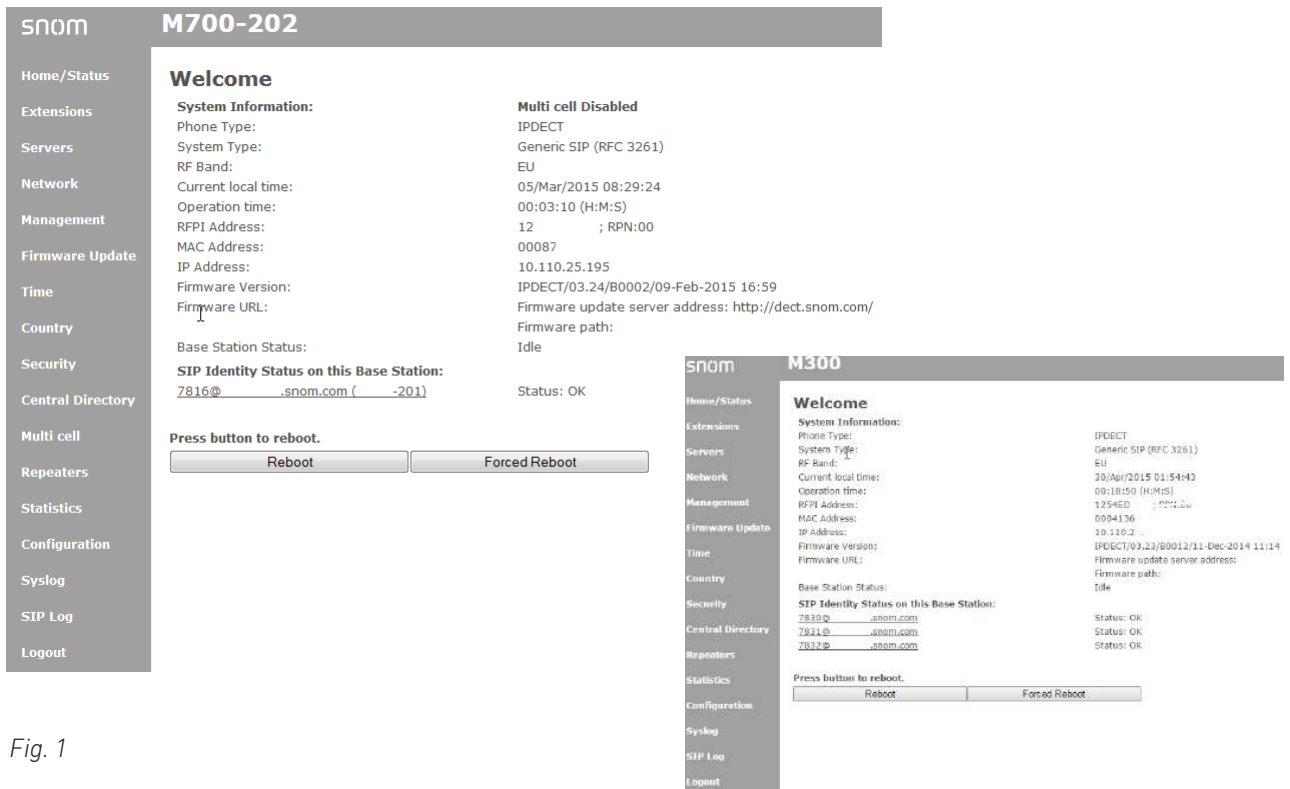 snom
M700-202
Home/Status
Extensions
Servers
Network
Management
Firmware Update
Time
Country
Security
Central Directory
Multi cell
Repeaters
Statistics
Configuration
Syslog
SIP Log
Logout
Welcome
System Information: Multi cell Disabled
Phone Type: IPDECT
System Type: Generic SIP (RFC 3261)
RF Band: EU
Current local time: 05/Mar/2015 08:29:24
Operation time: 00:03:10 (H:M:S)
RFPI Address: 12 ; RPN:00
MAC Address: 00087
IP Address: 10.110.25.195
Firmware Version: IPDECT/03.24/B0002/09-Feb-2015 16:59
Firmware URL: Firmware update server address: http://dect.snom.com/
Firmware path:
Base Station Status: Idle
SIP Identity Status on this Base Station:
7816@ .snom.com ( -201) Status: OK
Press button to reboot.
Reboot Forced Reboot
snom
M300
Home/Status
Extensions
Servers
Network
Management
Firmware Update
Time
Country
Security
Central Directory
Repeaters
Statistics
Configuration
Syslog
SIP Log
Logout
Welcome
System Information:
Phone Type: IPDECT
System Type: Generic SIP (RFC 3261)
RF Band: EU
Current local time: 30/Apr/2015 01:54:43
Operation time: 00:18:50 (H:M:S)
RFPI Address: 1254ED ;
MAC Address: 0004136
IP Address: 10.110.2 .
Firmware Version: IPDECT/03.23/B0012/11-Dec-2014 11:14
Firmware URL: Firmware update server address:
Firmware path:
Base Station Status: Idle
SIP Identity Status on this Base Station:
7830@ .snom.com Status: OK
7831@ .snom.com Status: OK
7832@ .snom.com Status: OK
Press button to reboot.
Reboot Forced Reboot
Fig. 1